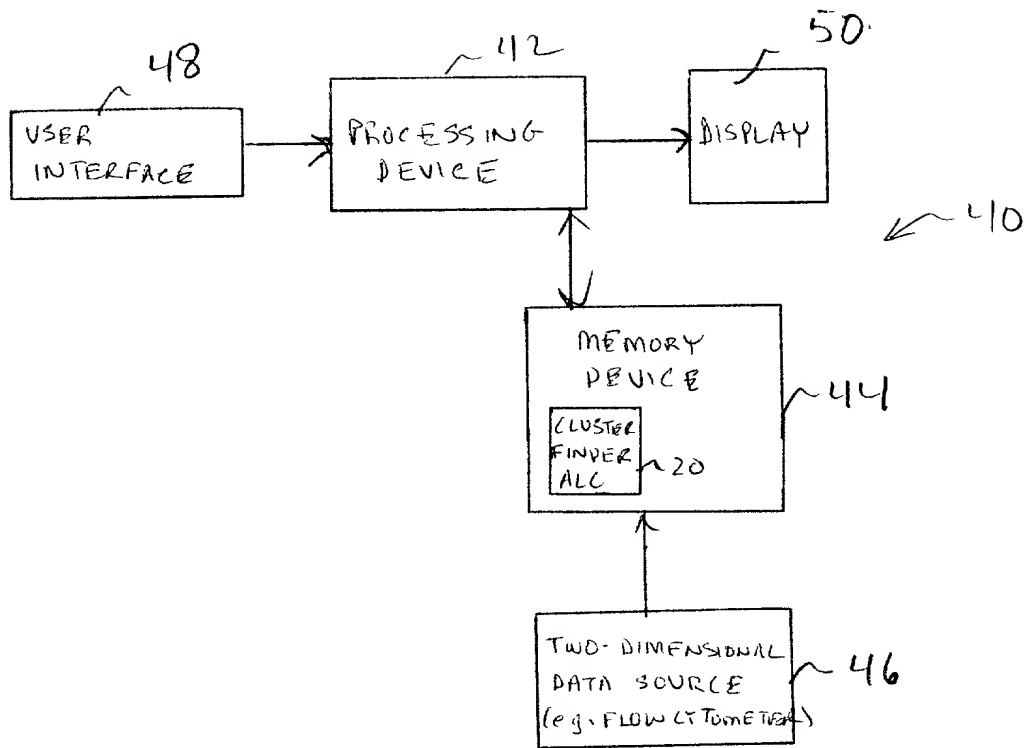 50.
48
42
USER
INTERFACE
PROCESSING
DEVICE
DISPLAY
40
MEMORY
DEVICE
44
CLUSTER
FINDER
ALC
20
TWO-DIMENSIONAL
DATA SOURCE
(e.g. FLOW CYTOMETER)
46